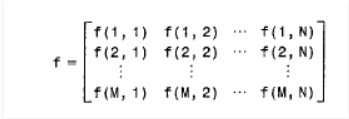 f(1, 1) f(1, 2) ⋯ f(1, N)
f(2, 1) f(2, 2) ⋯ f(2, N)
f = ⋮ ⋮ ⋮
f(M, 1) f(M, 2) ⋯ f(M, N)